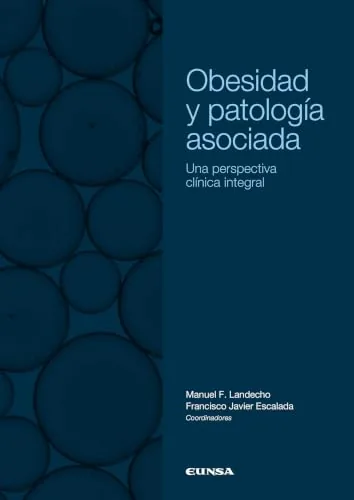 Obesidad
y patología
asociada
Una perspectiva
clínica integral
Manuel F. Landecho
Francisco Javier Escalada
Coordinadores
EUNSA